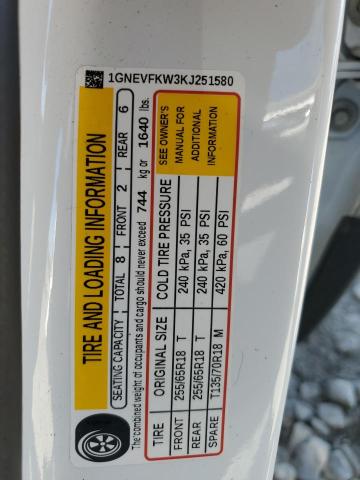 1GNEVFKW3KJ251580
TIRE AND LOADING INFORMATION
SEATING CAPACITY TOTAL 8 FRONT 2 REAR 6
The combined weight of occupants and cargo should never exceed 744 kg or 1640 lbs.
TIRE ORIGINAL SIZE COLD TIRE PRESSURE
FRONT 255/65R18 T 240 kPa, 35 PSI
REAR 255/65R18 T 240 kPa, 35 PSI
SPARE T135/70R18 M 420 kPa, 60 PSI
SEE OWNER'S
MANUAL FOR
ADDITIONAL
INFORMATION